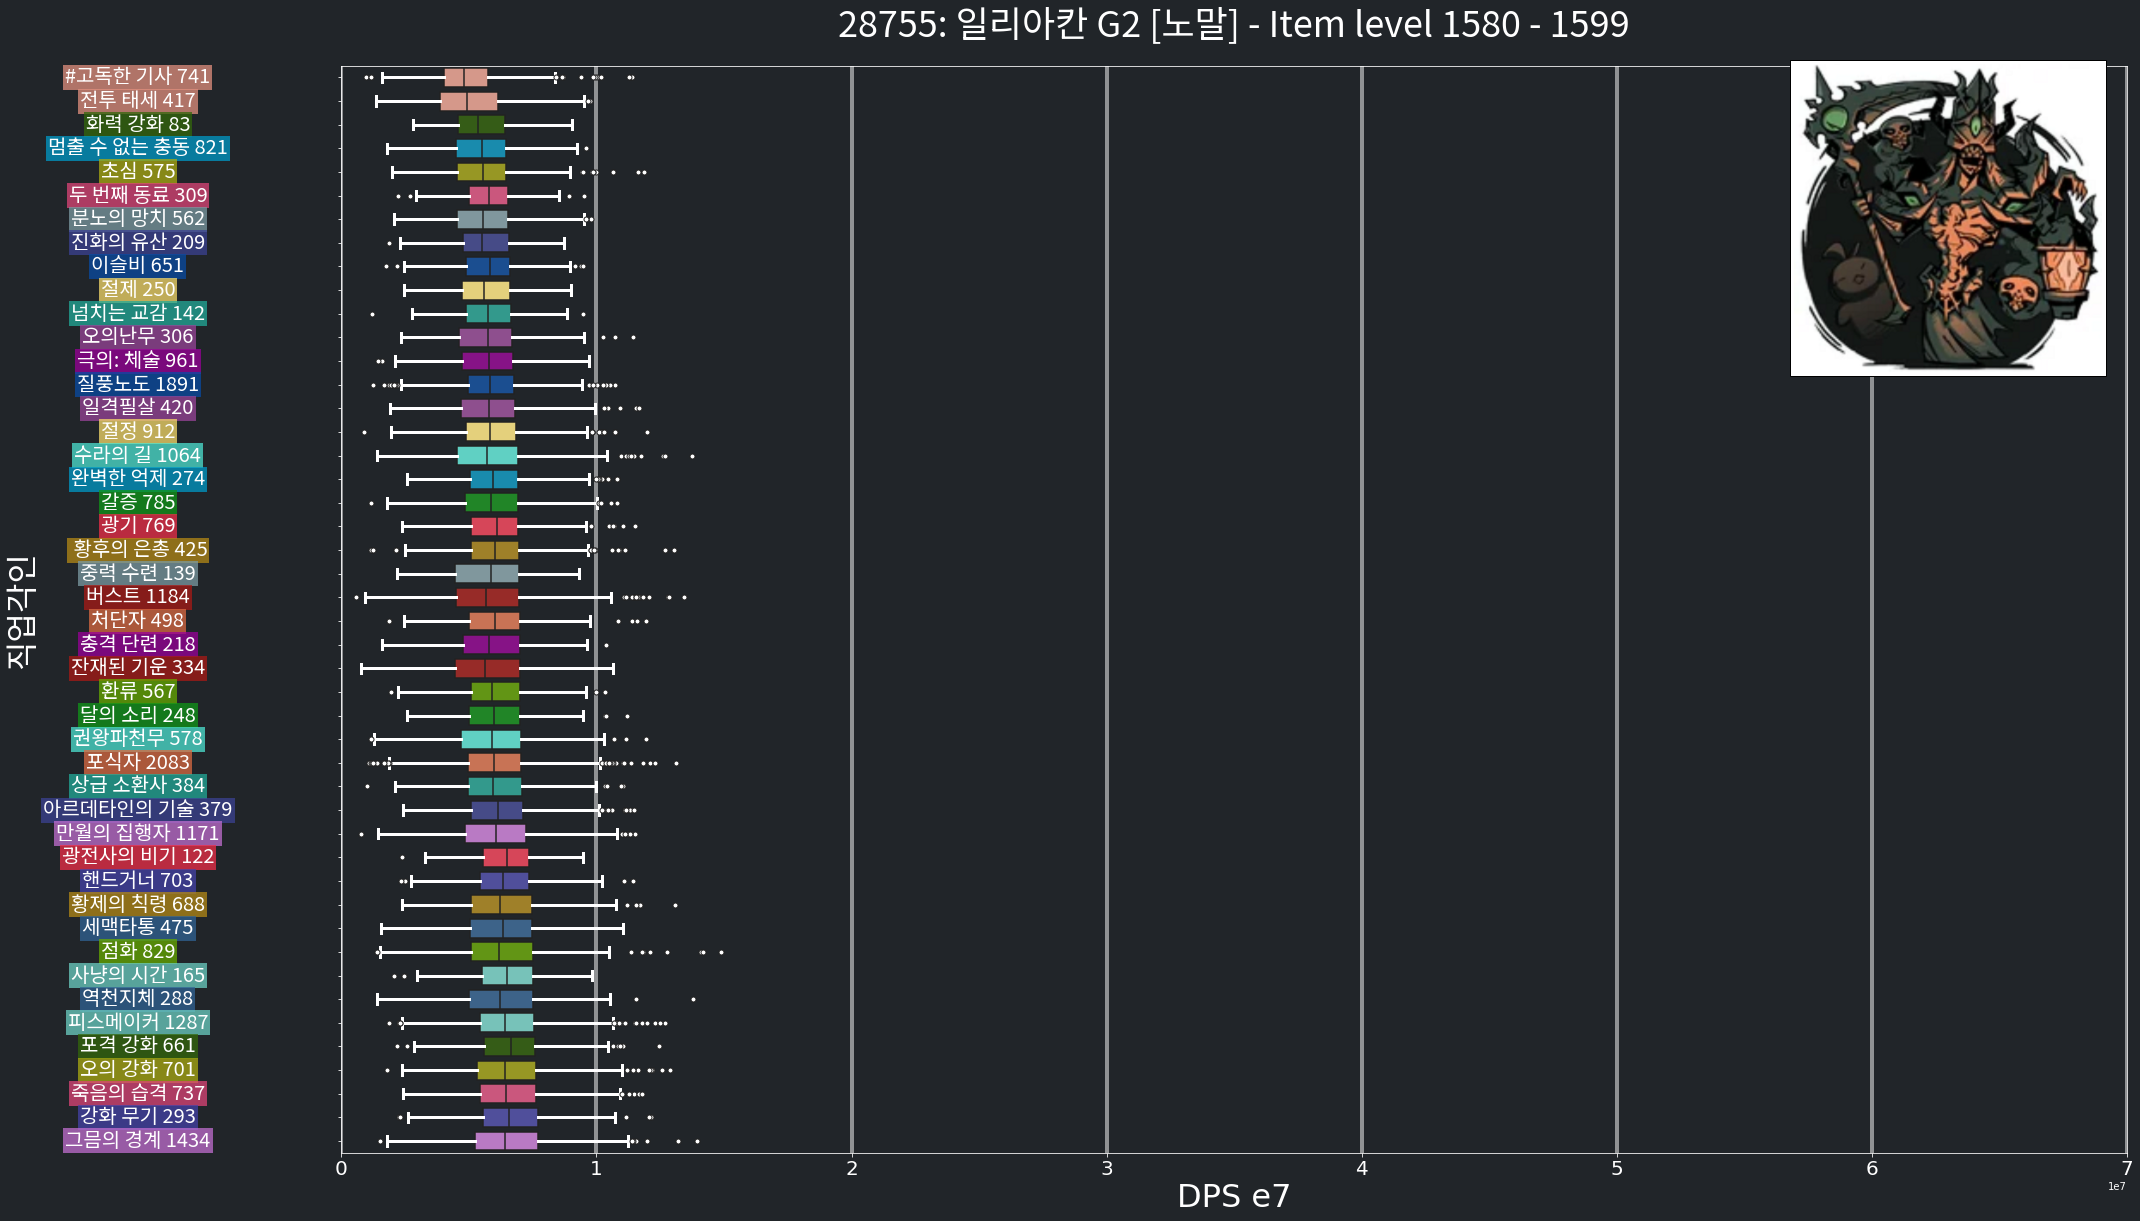 28755: 일리아칸 G2 [노말] - Item level 1580 - 1599
#고독한 기사 741
전투 태세 417
화력 강화 83
멈출 수 없는 충동 821
초심 575
두 번째 동료 309
분노의 망치 562
진화의 유산 209
이슬비 651
절제 250
넘치는 교감 142
오의난무 306
극의: 체술 961
질풍노도 1891
일격필살 420
절정 912
수라의 길 1064
완벽한 억제 274
갈증 785
광기 769
황후의 은총 425
중력 수련 139
버스트 1184
처단자 498
충격 단련 218
잔재된 기운 334
환류 567
달의 소리 248
권왕파천무 578
포식자 2083
상급 소환사 384
아르데타인의 기술 379
만월의 집행자 1171
광전사의 비기 122
핸드거너 703
황제의 칙령 688
세맥타통 475
점화 829
사냥의 시간 165
역천지체 288
피스메이커 1287
포격 강화 661
오의 강화 701
죽음의 습격 737
강화 무기 293
그믐의 경계 1434
직업각인
0 1 2 3 4 5 6 7
DPS e7
1e7